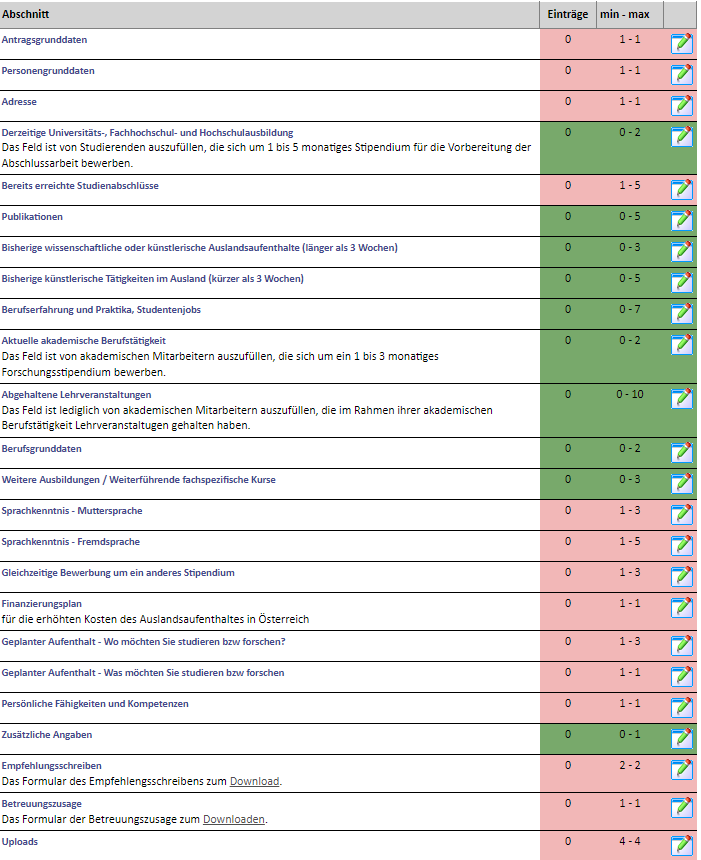 Abschnitt Einträge min - max
Antragsgrunddaten 0 1 - 1
Personengrunddaten 0 1 - 1
Adresse 0 1 - 1
Derzeitige Universitäts-, Fachhochschul- und Hochschulausbildung 0 0 - 2
Das Feld ist von Studierenden auszufüllen, die sich um 1 bis 5 monatiges Stipendium für die Vorbereitung der
Abschlussarbeit bewerben.
Bereits erreichte Studienabschlüsse 0 1 - 5
Publikationen 0 0 - 5
Bisherige wissenschaftliche oder künstlerische Auslandsaufenthalte (länger als 3 Wochen) 0 0 - 3
Bisherige künstlerische Tätigkeiten im Ausland (kürzer als 3 Wochen) 0 0 - 5
Berufserfahrung und Praktika, Studentenjobs 0 0 - 7
Aktuelle akademische Berufstätigkeit 0 0 - 2
Das Feld ist von akademischen Mitarbeitern auszufüllen, die sich um ein 1 bis 3 monatiges
Forschungsstipendium bewerben.
Abgehaltene Lehrveranstaltungen 0 0 - 10
Das Feld ist lediglich von akademischen Mitarbeitern auszufüllen, die im Rahmen ihrer akademischen
Berufstätigkeit Lehrveranstaltugen gehalten haben.
Berufsgrunddaten 0 0 - 2
Weitere Ausbildungen / Weiterführende fachspezifische Kurse 0 0 - 3
Sprachkenntnis - Muttersprache 0 1 - 3
Sprachkenntnis - Fremdsprache 0 1 - 5
Gleichzeitige Bewerbung um ein anderes Stipendium 0 1 - 3
Finanzierungsplan 0 1 - 1
für die erhöhten Kosten des Auslandsaufenthaltes in Österreich
Geplanter Aufenthalt - Wo möchten Sie studieren bzw forschen? 0 1 - 3
Geplanter Aufenthalt - Was möchten Sie studieren bzw forschen 0 1 - 1
Persönliche Fähigkeiten und Kompetenzen 0 1 - 1
Zusätzliche Angaben 0 0 - 1
Empfehlungsschreiben 0 2 - 2
Das Formular des Empfehlengsschreibens zum Download.
Betreuungszusage 0 1 - 1
Das Formular der Betreuungszusage zum Downloaden.
Uploads 0 4 - 4